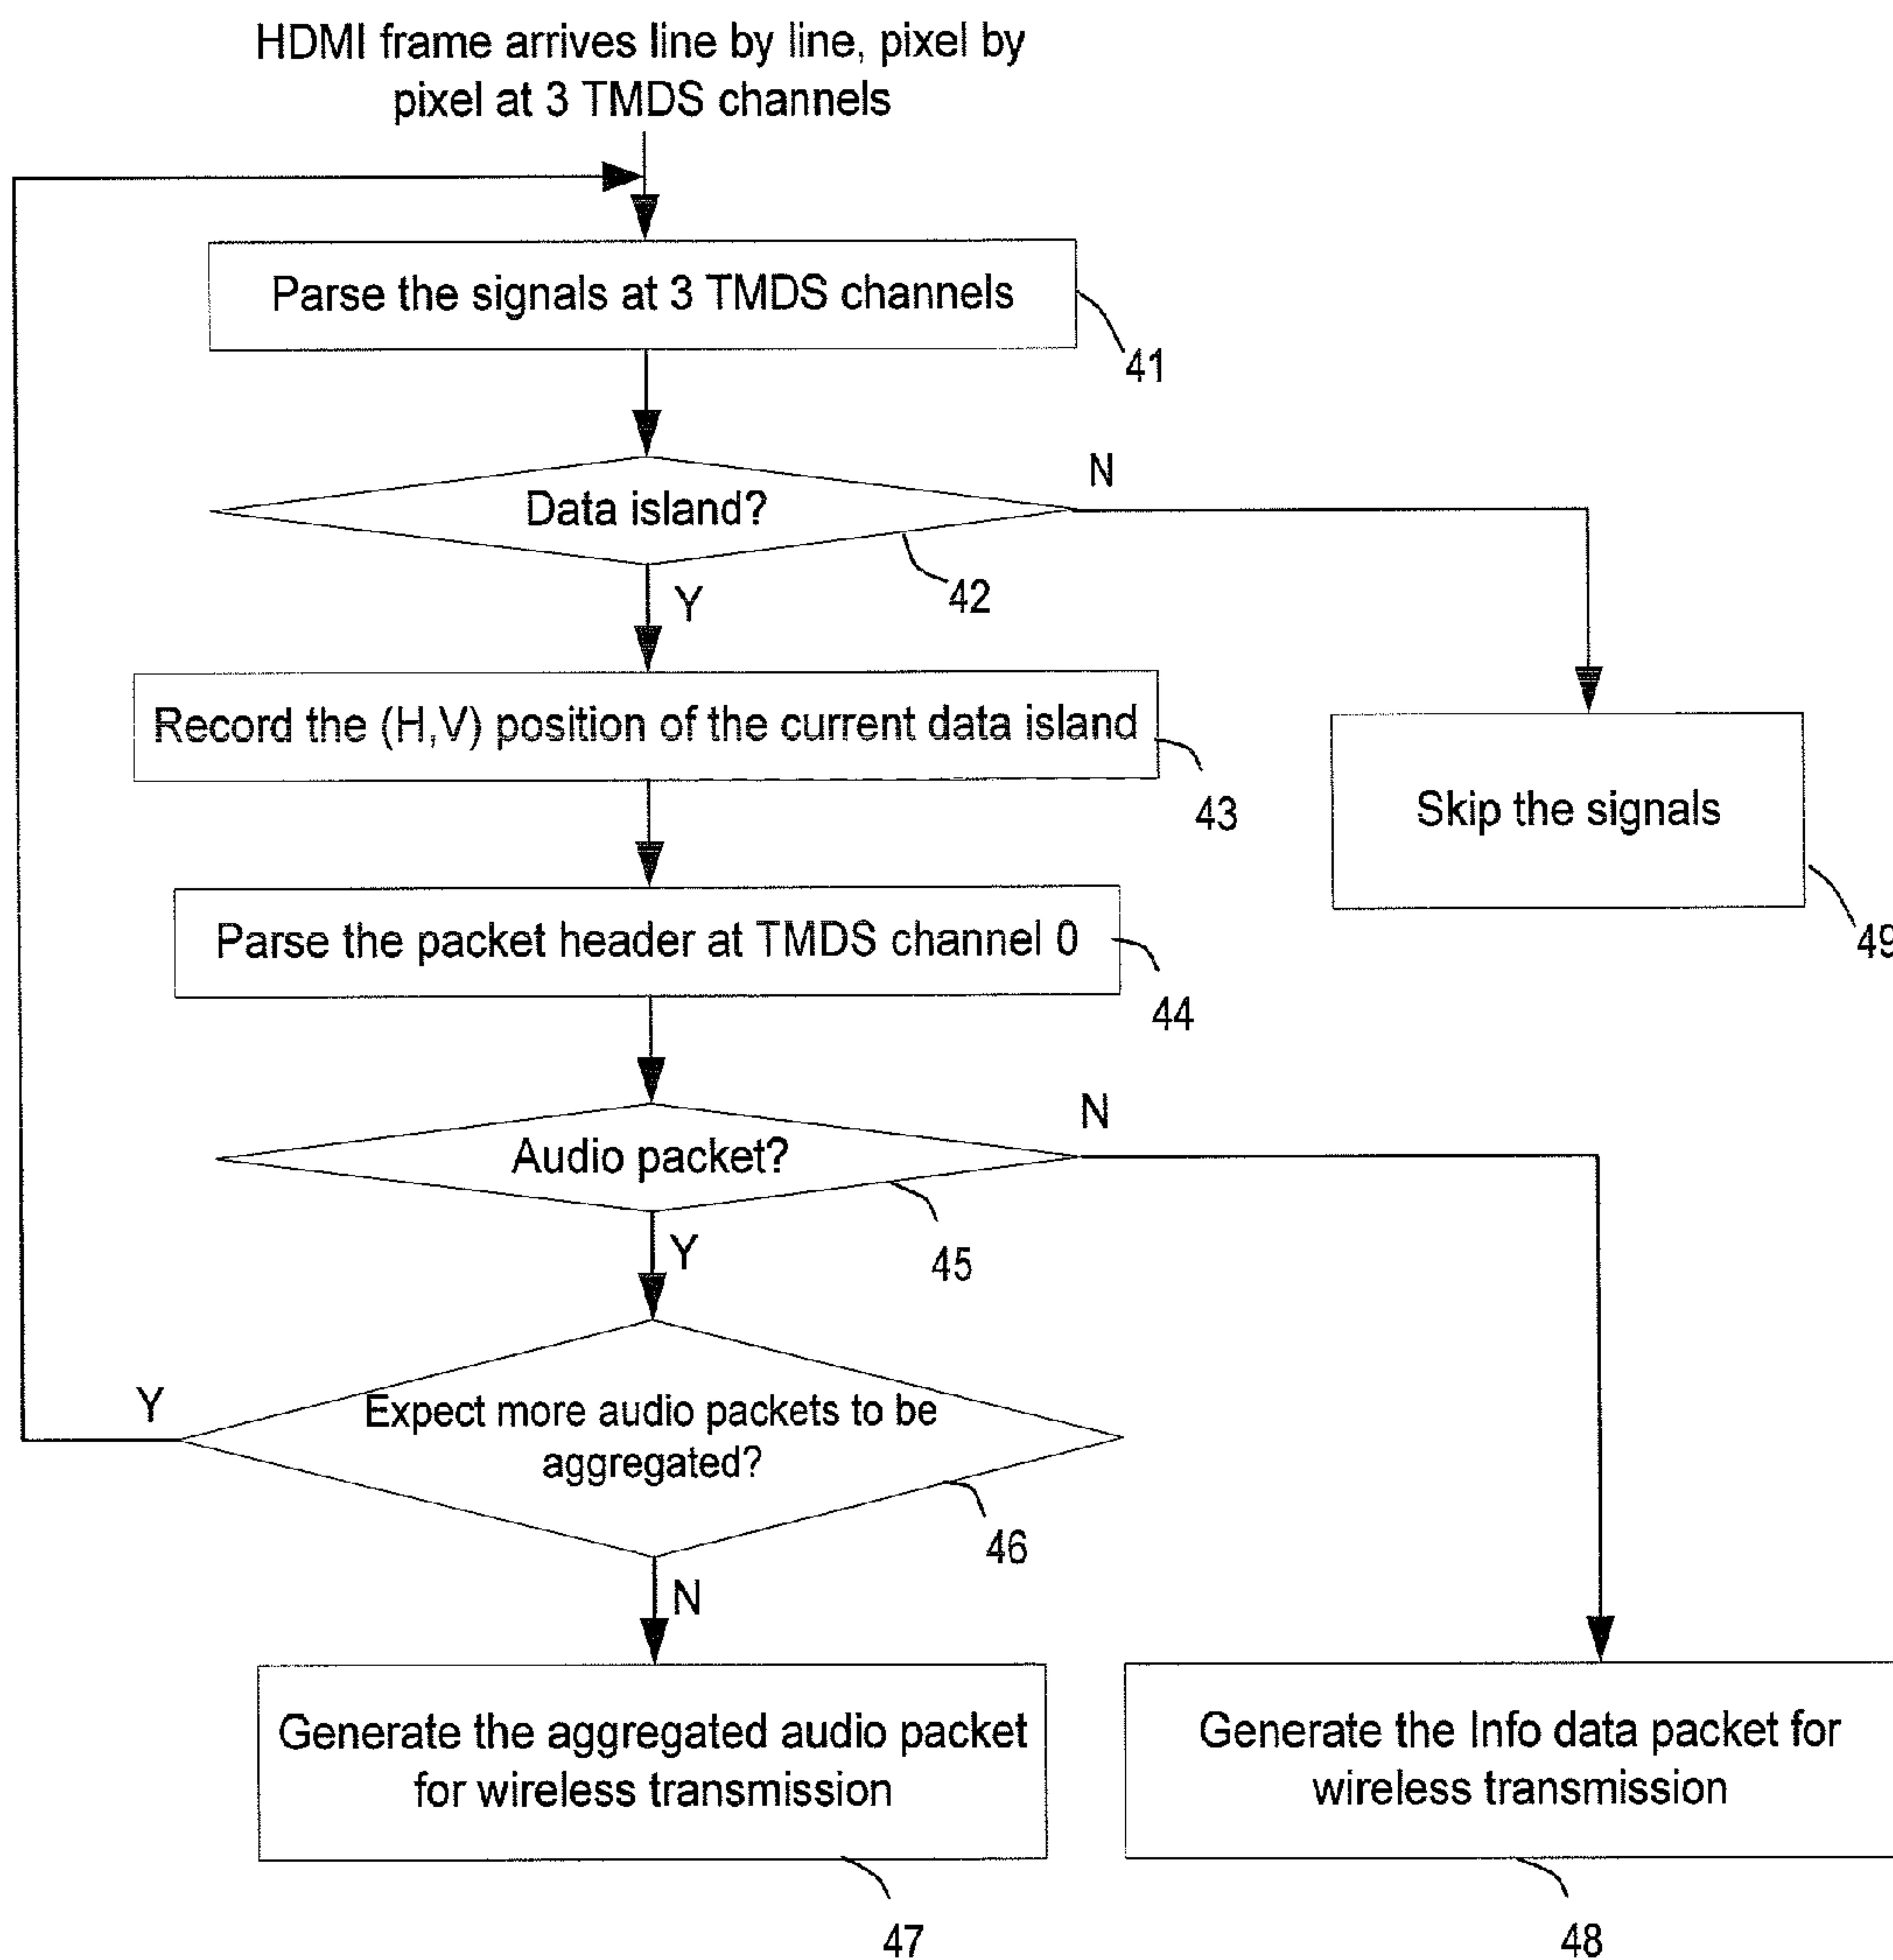 HDMI frame arrives line by line, pixel by
pixel at 3 TMDS channels
Parse the signals at 3 TMDS channels
41
Data island?
N
42
Y
Record the (H,V) position of the current data island
43
Skip the signals
49
Parse the packet header at TMDS channel 0
44
Audio packet?
N
45
Y
Expect more audio packets to be
aggregated?
Y
46
N
Generate the aggregated audio packet
for wireless transmission
47
Generate the Info data packet for
wireless transmission
48